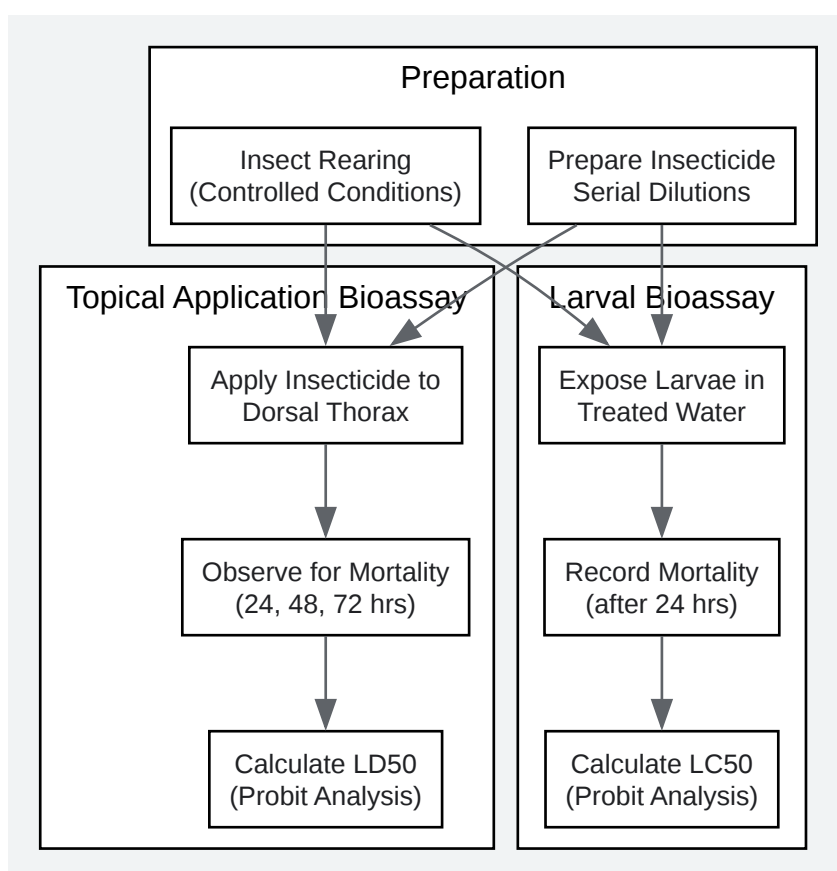 Preparation
Insect Rearing
(Controlled Conditions)
Prepare Insecticide
Serial Dilutions
Topical Application Bioassay
Apply Insecticide to
Dorsal Thorax
Observe for Mortality
(24, 48, 72 hrs)
Calculate LD50
(Probit Analysis)
Larval Bioassay
Expose Larvae in
Treated Water
Record Mortality
(after 24 hrs)
Calculate LC50
(Probit Analysis)